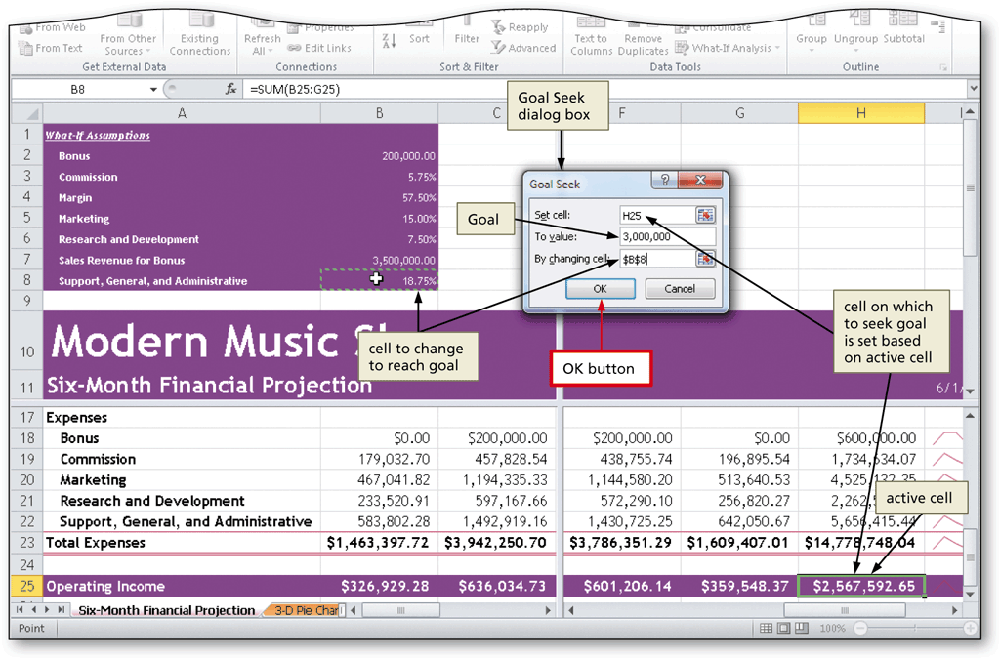 From Web
From Text
From Other
Sources
Existing
Connections
Get External Data
Refresh
All
Properties
Edit Links
Connections
Sort
Filter
Reapply
Advanced
Sort & Filter
Text to
Columns
Remove
Duplicates
Consolidate
What-If Analysis
Data Tools
Group
Ungroup
Subtotal
Outline
B8
fx
=SUM(B25:G25)
Goal Seek
dialog box
A B C F G H I
1 What-If Assumptions
2 Bonus 200,000.00
3 Commission 5.75%
4 Margin 57.50%
5 Marketing 15.00%
6 Research and Development 7.50%
7 Sales Revenue for Bonus 3,500,000.00
8 Support, General, and Administrative 18.75%
9
Goal Seek
Set cell: H25
To value: 3,000,000
By changing cell: $B$8
OK Cancel
Goal
cell to change
to reach goal
OK button
cell on which
to seek goal
is set based
on active cell
10 Modern Music
11 Six-Month Financial Projection 6/1/
17 Expenses
18 Bonus $0.00 $200,000.00 $200,000.00 $0.00 $600,000.00
19 Commission 179,032.70 457,828.54 438,755.74 196,895.54 1,734,634.07
20 Marketing 467,041.82 1,194,335.33 1,144,580.20 513,640.53 4,525,132.35
21 Research and Development 233,520.91 597,167.66 572,290.10 256,820.27 2,262,
active cell
22 Support, General, and Administrative 583,802.28 1,492,919.16 1,430,725.25 642,050.67 5,656,415.44
23 Total Expenses $1,463,397.72 $3,942,250.70 $3,786,351.29 $1,609,407.01 $14,778,748.04
24
25 Operating Income $326,929.28 $636,034.73 $601,206.14 $359,548.37 $2,567,592.65
Six-Month Financial Projection 3-D Pie Char
Point 100%